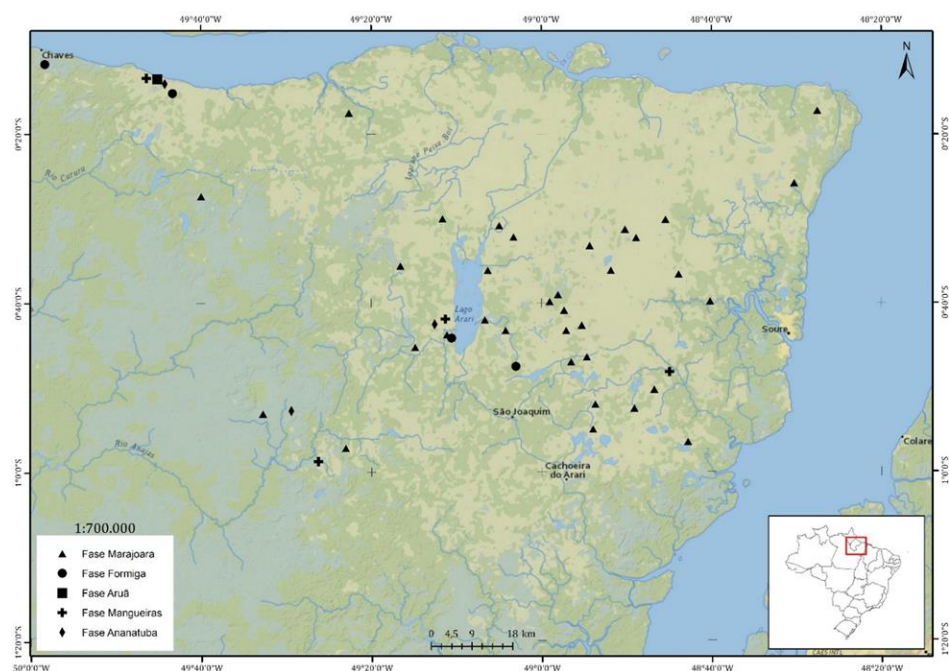 49°40'0"W 49°20'0"W 49°0'0"W 48°40'0"W 48°20'0"W
Chaves
N
0°20'0"S 0°20'0"S
Rio Cururu
0°40'0"S 0°40'0"S
Lago
Arari
Soure
São Joaquim
Colare
Rio Anajas
Cachoeira
do Arari
1°0'0"S 1°0'0"S
1:700.000
Fase Marajoara
Fase Formiga
Fase Aruã
Fase Mangueiras
Fase Ananatuba
0 4,5 9 18 km
1°20'0"S 1°20'0"S
50°0'0"W 49°40'0"W 49°20'0"W 49°0'0"W 48°40'0"W 48°20'0"W